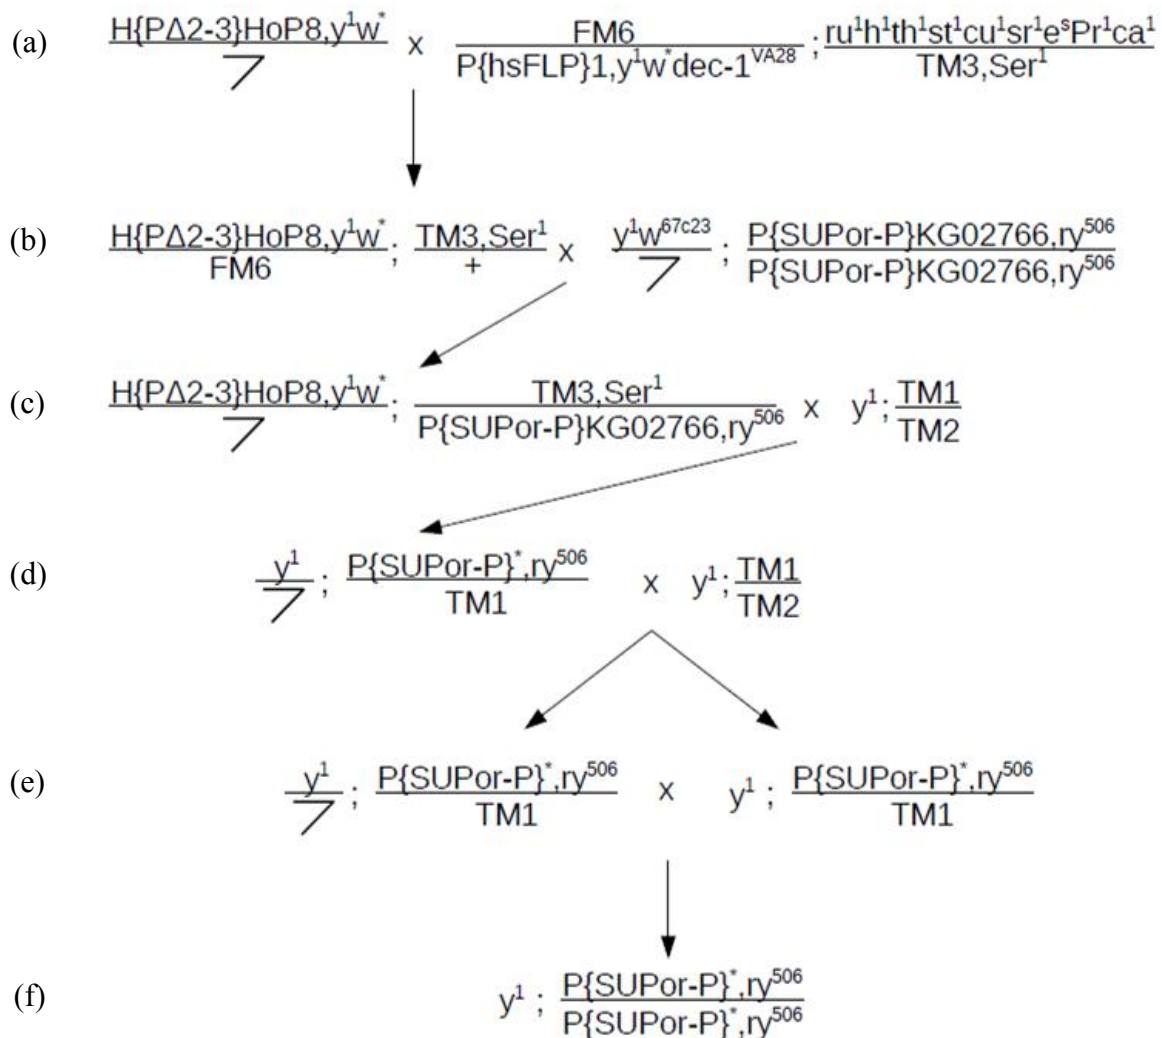 (a) H{PΔ2-3}HoP8,y¹w* x FM6 ; ru¹h¹th¹st¹cu¹sr¹eˢPr¹ca¹
P{hsFLP}1,y¹w*dec-1ⱽᴬ²⁸ TM3,Ser¹
(b) H{PΔ2-3}HoP8,y¹w* ; TM3,Ser¹ x y¹w⁶⁷ᶜ²³ ; P{SUPor-P}KG02766,ry⁵⁰⁶
FM6 + P{SUPor-P}KG02766,ry⁵⁰⁶
(c) H{PΔ2-3}HoP8,y¹w* ; TM3,Ser¹ x y¹; TM1
P{SUPor-P}KG02766,ry⁵⁰⁶ TM2
(d) y¹ ; P{SUPor-P}*,ry⁵⁰⁶ x y¹; TM1
TM1 TM2
(e) y¹ ; P{SUPor-P}*,ry⁵⁰⁶ x y¹ ; P{SUPor-P}*,ry⁵⁰⁶
TM1 TM1
(f) y¹ ; P{SUPor-P}*,ry⁵⁰⁶
P{SUPor-P}*,ry⁵⁰⁶